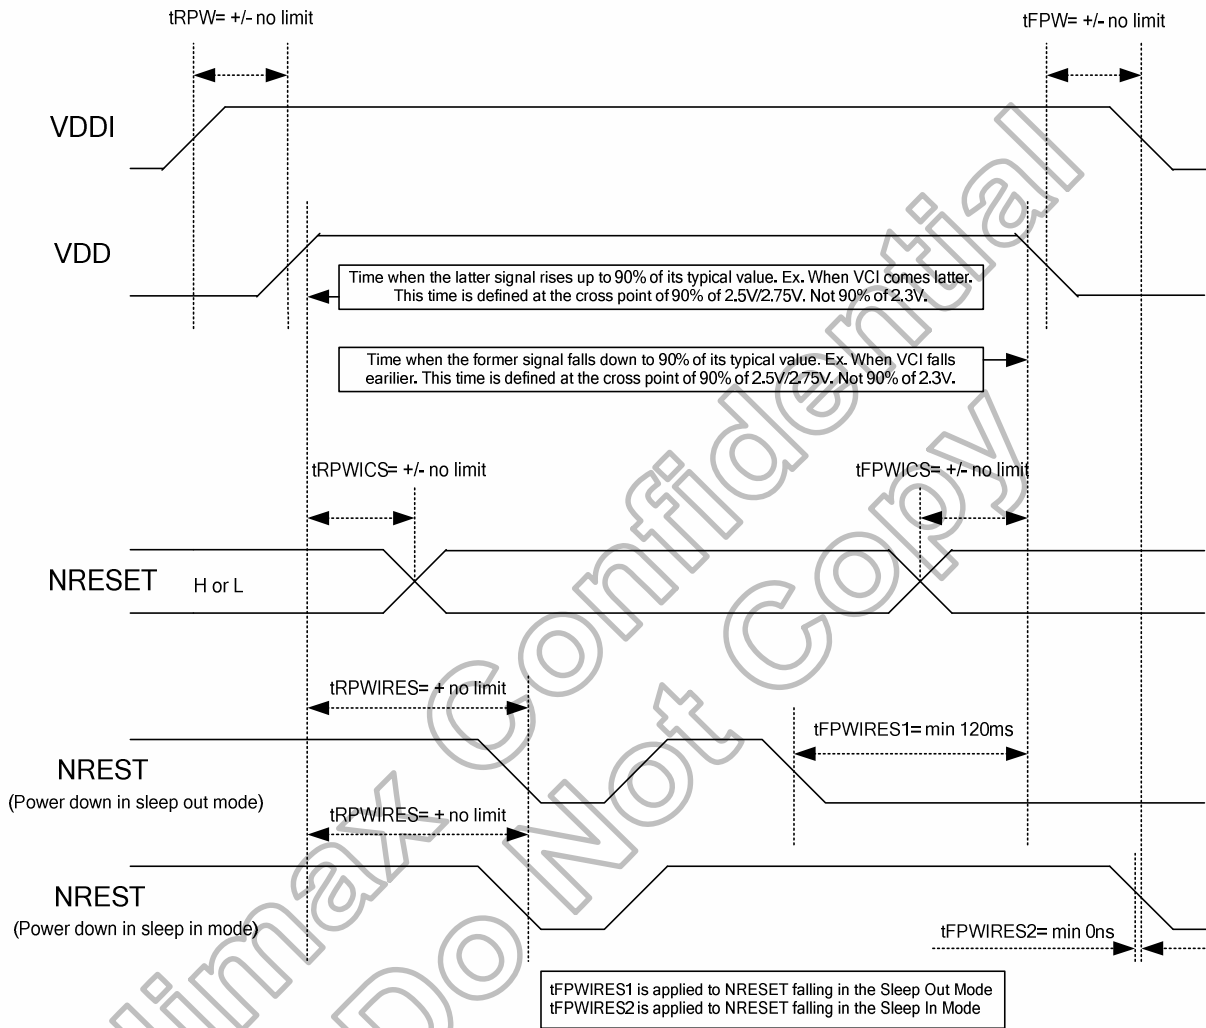 tRPW= +/- no limit
tFPW= +/- no limit
VDDI
VDD
Time when the latter signal rises up to 90% of its typical value. Ex. When VCI comes latter.
This time is defined at the cross point of 90% of 2.5V/2.75V. Not 90% of 2.3V.
Time when the former signal falls down to 90% of its typical value. Ex. When VCI falls
earilier. This time is defined at the cross point of 90% of 2.5V/2.75V. Not 90% of 2.3V.
tRPWICS= +/- no limit
tFPWICS= +/- no limit
NRESET
H or L
tRPWIRES= + no limit
tFPWIRES1= min 120ms
NREST
(Power down in sleep out mode)
tRPWIRES= + no limit
NREST
(Power down in sleep in mode)
tFPWIRES2= min 0ns
tFPWIRES1 is applied to NRESET falling in the Sleep Out Mode
tFPWIRES2 is applied to NRESET falling in the Sleep In Mode
limax Confidential
Do Not Copy